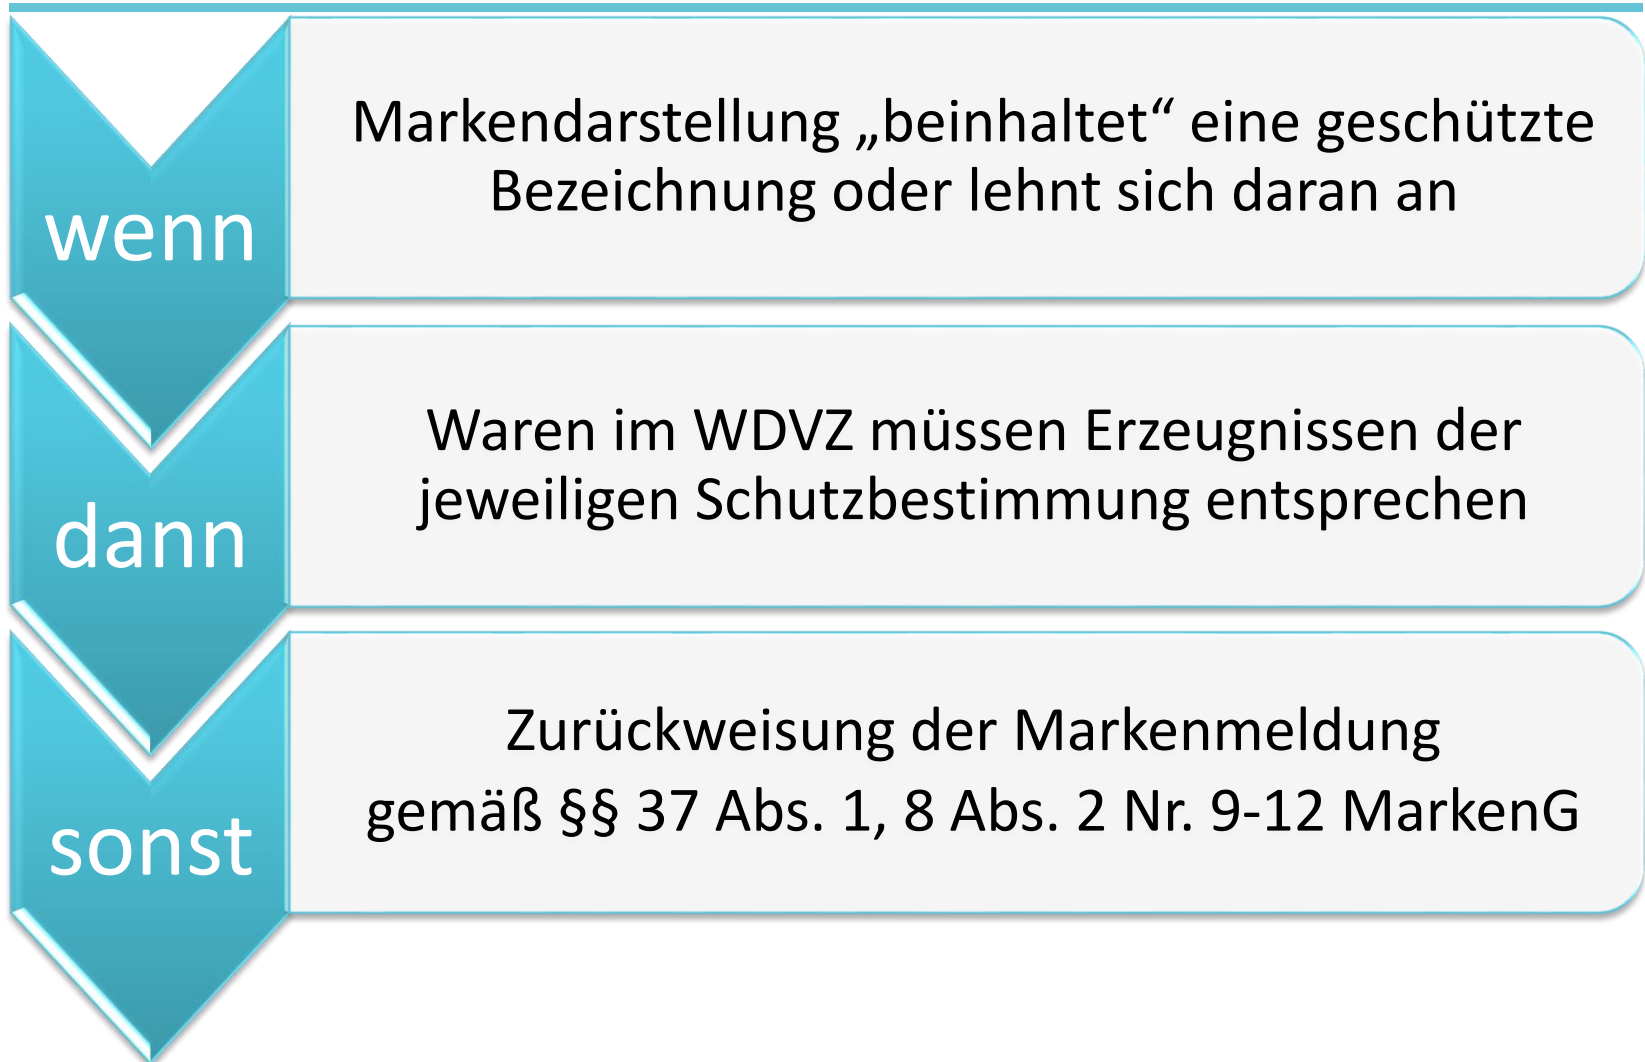 wenn
Markendarstellung „beinhaltet“ eine geschützte
Bezeichnung oder lehnt sich daran an
dann
Waren im WDVZ müssen Erzeugnissen der
jeweiligen Schutzbestimmung entsprechen
sonst
Zurückweisung der Markenmeldung
gemäß §§ 37 Abs. 1, 8 Abs. 2 Nr. 9-12 MarkenG